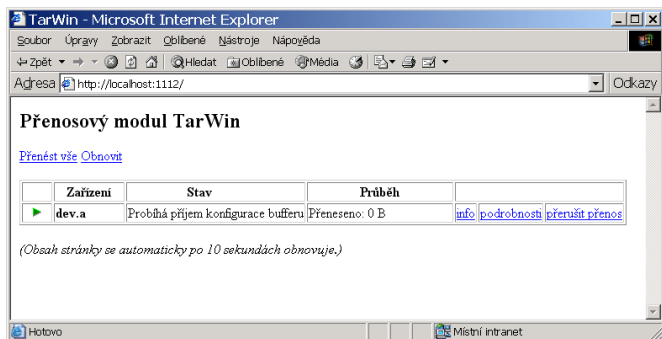 TarWin - Microsoft Internet Explorer
Soubor Úpravy Zobrazit Oblíbené Nástroje Nápověda
Zpět Hledat Oblíbené Média
Adresa http://localhost:1112/ Odkazy
Přenosový modul TarWin
Přenést vše Obnovit
Zařízení Stav Průběh
dev.a Probíhá příjem konfigurace bufferu Přeneseno: 0 B info podrobnosti přerušit přenos
(Obsah stránky se automaticky po 10 sekundách obnovuje.)
Hotovo Místní intranet